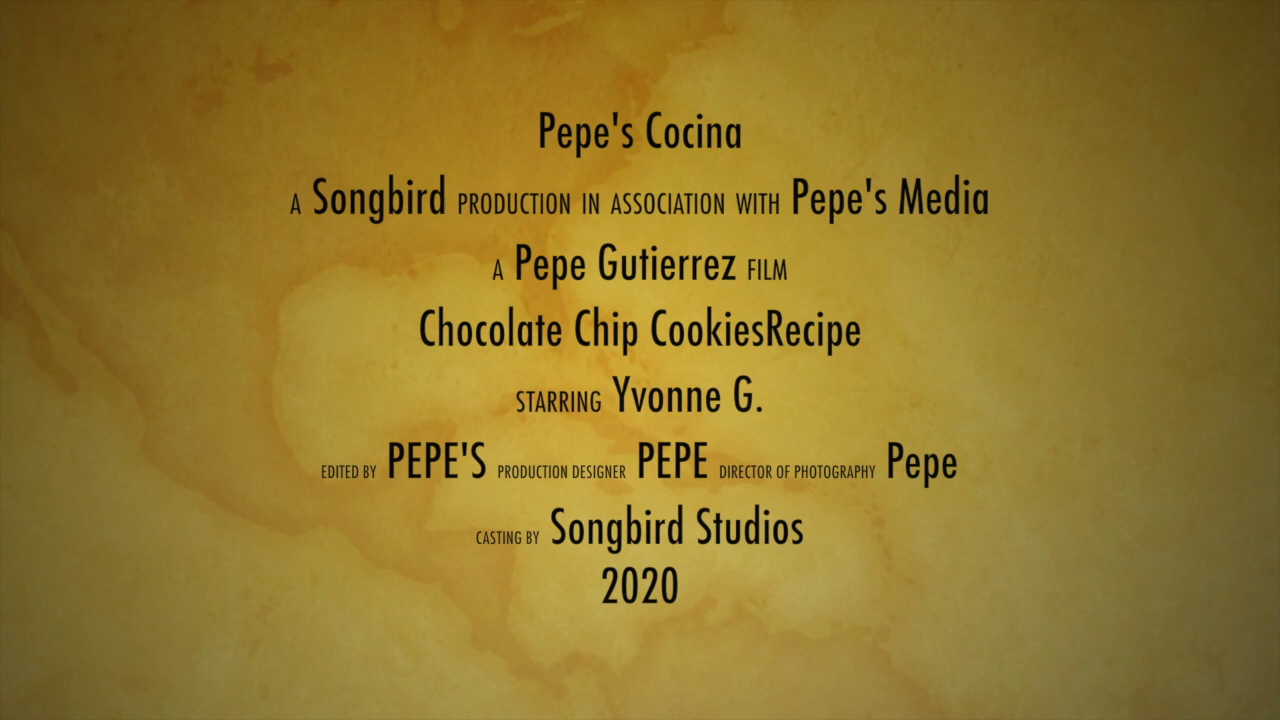 Pepe's Cocina
A Songbird PRODUCTION IN ASSOCIATION WITH Pepe's Media
A Pepe Gutierrez FILM
Chocolate Chip CookiesRecipe
STARRING Yvonne G.
EDITED BY PEPE'S PRODUCTION DESIGNER PEPE DIRECTOR OF PHOTOGRAPHY Pepe
CASTING BY Songbird Studios
2020